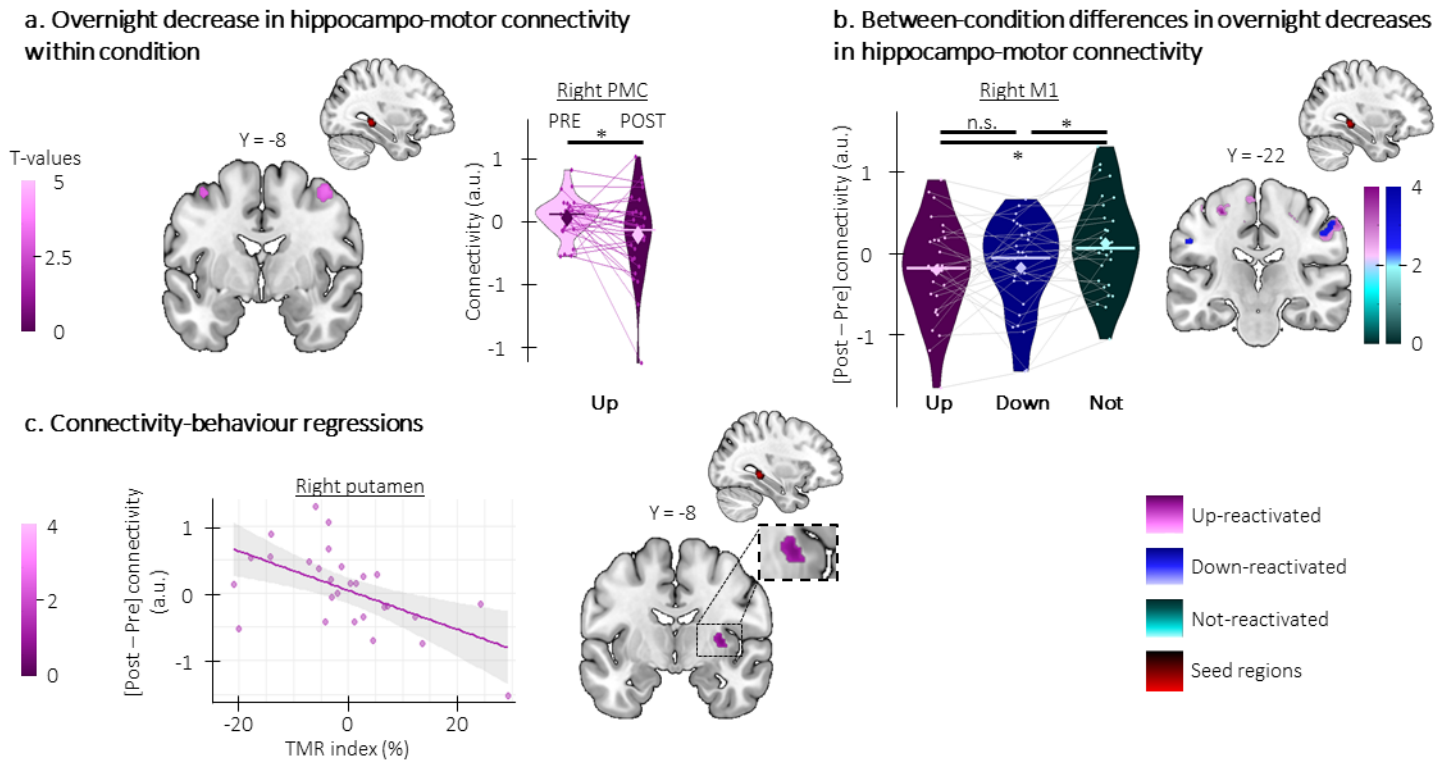 a. Overnight decrease in hippocampo-motor connectivity
within condition
Y = -8
T-values
5
2.5
0
Right PMC
PRE
POST
*
Connectivity (a.u.)
1
0
-1
-1
Up
b. Between-condition differences in overnight decreases
in hippocampo-motor connectivity
Right M1
n.s.
*
*
[Post – Pre] connectivity (a.u.)
1
0
-1
Up
Down
Not
Y = -22
4
2
0
c. Connectivity-behaviour regressions
4
2
0
Right putamen
[Post – Pre] connectivity
(a.u.)
1
0
-1
-20
0
20
TMR index (%)
Y = -8
Up-reactivated
Down-reactivated
Not-reactivated
Seed regions